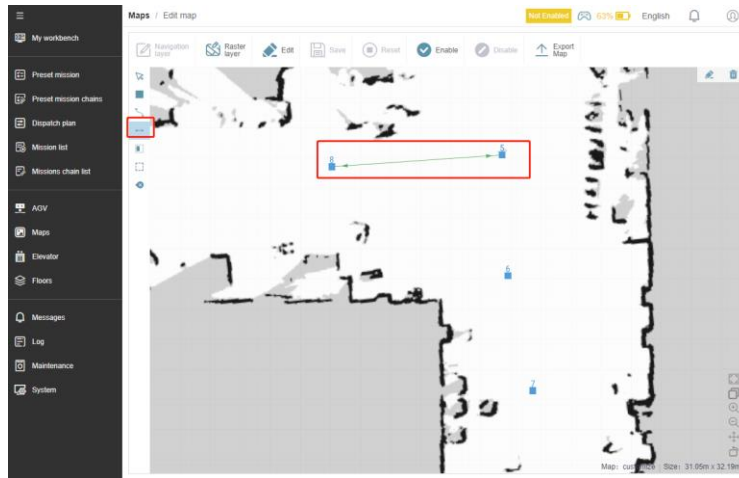 Maps / Edit map
Not Enabled 63% English
My workbench
Preset mission
Preset mission chains
Dispatch plan
Mission list
Missions chain list
AGV
Maps
Elevator
Floors
Messages
Log
Maintenance
System
Navigation layer
Raster layer
Edit
Save
Reset
Enable
Disable
Export Map
5
8
6
7
Map: customize | Size: 31.05m x 32.19m